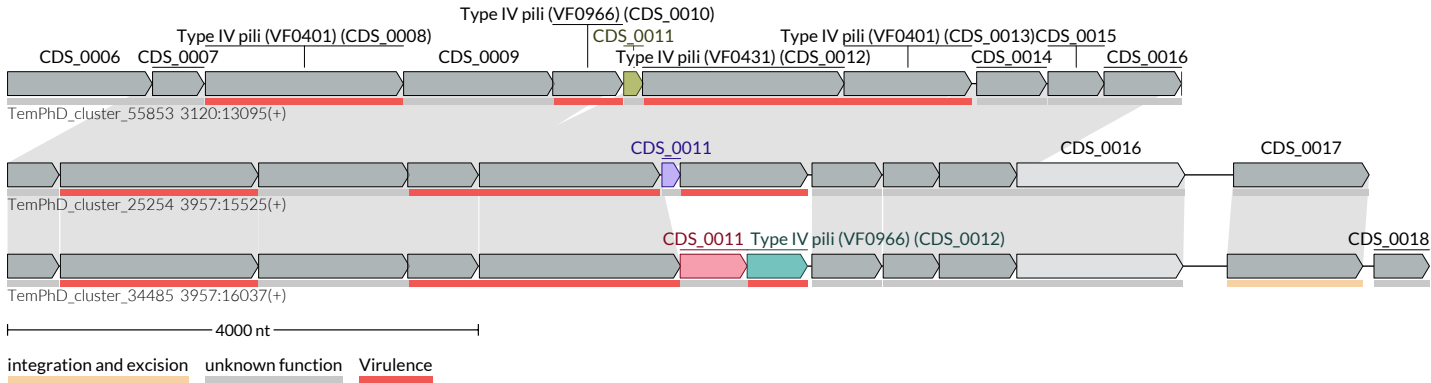 Type IV pili (VF0966) (CDS_0010)
Type IV pili (VF0401) (CDS_0008) CDS_0011 Type IV pili (VF0401) (CDS_0013) CDS_0015
CDS_0006 CDS_0007 CDS_0009 Type IV pili (VF0431) (CDS_0012) CDS_0014 CDS_0016
TemPhD_cluster_55853 3120:13095(+)
CDS_0011 CDS_0016 CDS_0017
TemPhD_cluster_25254 3957:15525(+)
CDS_0011 Type IV pili (VF0966) (CDS_0012) CDS_0018
TemPhD_cluster_34485 3957:16037(+)
4000 nt
integration and excision unknown function Virulence